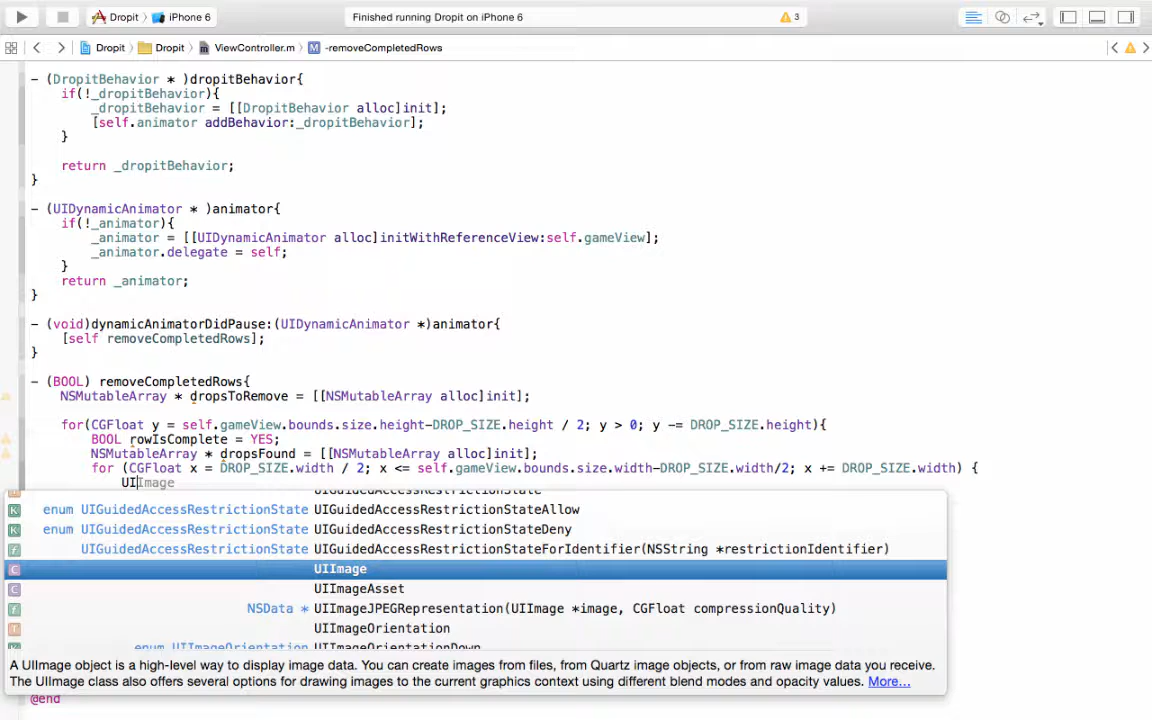 Dropit 〉 iPhone 6
Finished running Dropit on iPhone 6
3
Dropit 〉 Dropit 〉 ViewController.m 〉 M -removeCompletedRows
- (DropitBehavior * )dropitBehavior{
if(!_dropitBehavior){
_dropitBehavior = [[DropitBehavior alloc]init];
[self.animator addBehavior:_dropitBehavior];
}
return _dropitBehavior;
}
- (UIDynamicAnimator * )animator{
if(!_animator){
_animator = [[UIDynamicAnimator alloc]initWithReferenceView:self.gameView];
_animator.delegate = self;
}
return _animator;
}
- (void)dynamicAnimatorDidPause:(UIDynamicAnimator *)animator{
[self removeCompletedRows];
}
- (BOOL) removeCompletedRows{
NSMutableArray * dropsToRemove = [[NSMutableArray alloc]init];
for(CGFloat y = self.gameView.bounds.size.height-DROP_SIZE.height / 2; y > 0; y -= DROP_SIZE.height){
BOOL rowIsComplete = YES;
NSMutableArray * dropsFound = [[NSMutableArray alloc]init];
for (CGFloat x = DROP_SIZE.width / 2; x <= self.gameView.bounds.size.width-DROP_SIZE.width/2; x += DROP_SIZE.width) {
UIImage
T UIGuidedAccessRestrictionState
K enum UIGuidedAccessRestrictionState UIGuidedAccessRestrictionStateAllow
K enum UIGuidedAccessRestrictionState UIGuidedAccessRestrictionStateDeny
f UIGuidedAccessRestrictionState UIGuidedAccessRestrictionStateForIdentifier(NSString *restrictionIdentifier)
C UIImage
C UIImageAsset
f NSData * UIImageJPEGRepresentation(UIImage *image, CGFloat compressionQuality)
T UIImageOrientation
K enum UIImageOrientation UIImageOrientationDown
A UIImage object is a high-level way to display image data. You can create images from files, from Quartz image objects, or from raw image data you receive.
The UIImage class also offers several options for drawing images to the current graphics context using different blend modes and opacity values. More...
@end